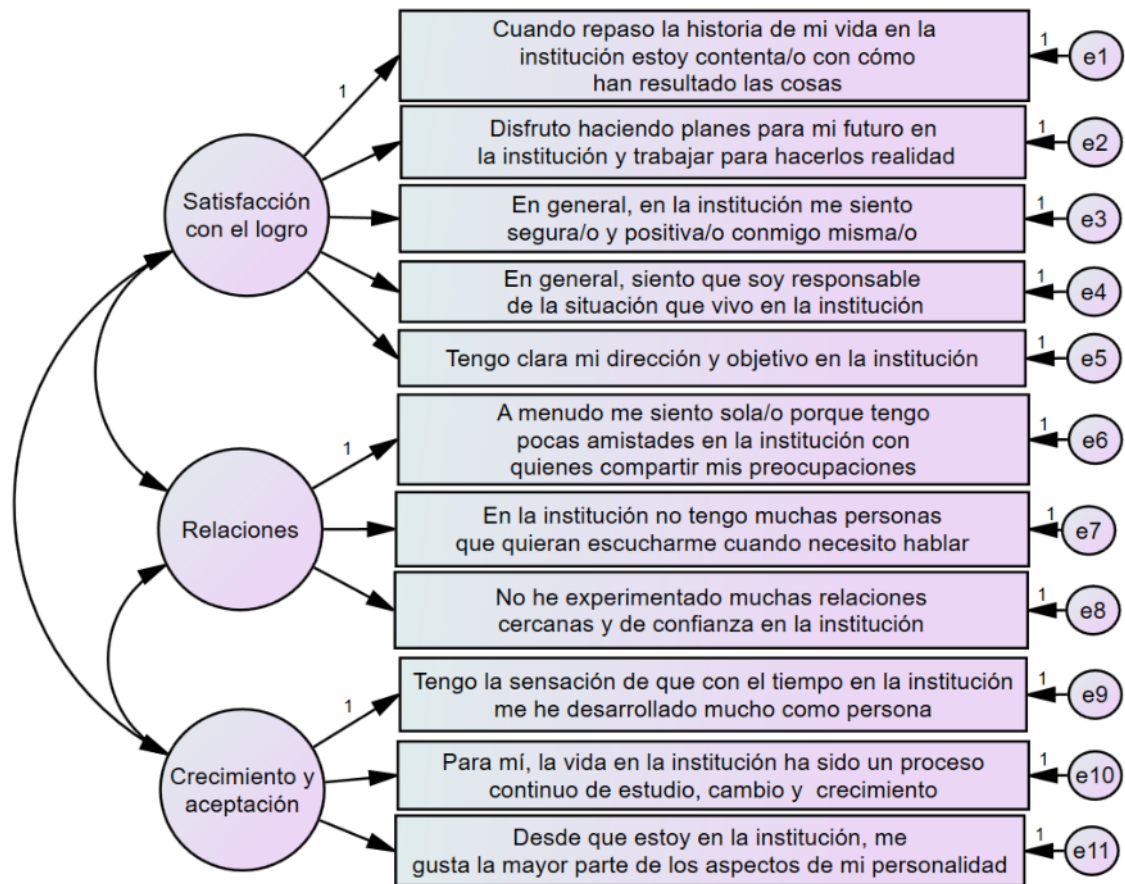 Cuando repaso la historia de mi vida en la
institución estoy contenta/o con cómo
han resultado las cosas
1
1
e1
Disfruto haciendo planes para mi futuro en
la institución y trabajar para hacerlos realidad
1
e2
Satisfacción
con el logro
En general, en la institución me siento
segura/o y positiva/o conmigo misma/o
1
e3
En general, siento que soy responsable
de la situación que vivo en la institución
1
e4
Tengo clara mi dirección y objetivo en la institución
1
e5
A menudo me siento sola/o porque tengo
pocas amistades en la institución con
quienes compartir mis preocupaciones
1
1
e6
Relaciones
En la institución no tengo muchas personas
que quieran escucharme cuando necesito hablar
1
e7
No he experimentado muchas relaciones
cercanas y de confianza en la institución
1
e8
Tengo la sensación de que con el tiempo en la institución
me he desarrollado mucho como persona
1
1
e9
Crecimiento y
aceptación
Para mí, la vida en la institución ha sido un proceso
continuo de estudio, cambio y crecimiento
1
e10
Desde que estoy en la institución, me
gusta la mayor parte de los aspectos de mi personalidad
1
e11